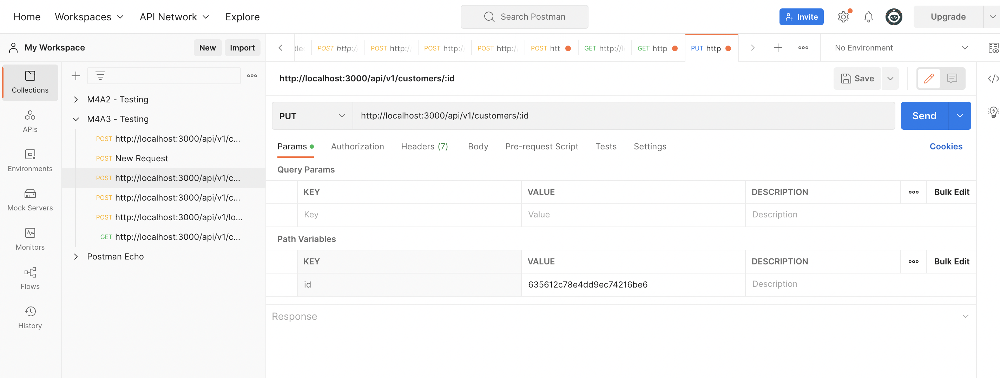 Home Workspaces API Network Explore Search Postman Invite Upgrade
My Workspace New Import
POST http:// POST http:/ POST http:/ POST http:/ POST htt GET http:// GET http PUT http No Environment
Collections
APIs
Environments
Mock Servers
Monitors
Flows
History
M4A2 - Testing
M4A3 - Testing
POST http://localhost:3000/api/v1/c...
POST New Request
POST http://localhost:3000/api/v1/c...
POST http://localhost:3000/api/v1/c...
POST http://localhost:3000/api/v1/lo...
GET http://localhost:3000/api/v1/c...
Postman Echo
http://localhost:3000/api/v1/customers/:id Save
PUT http://localhost:3000/api/v1/customers/:id Send
Params Authorization Headers (7) Body Pre-request Script Tests Settings Cookies
Query Params
KEY VALUE DESCRIPTION Bulk Edit
Key Value Description
Path Variables
KEY VALUE DESCRIPTION Bulk Edit
id 635612c78e4dd9ec74216be6 Description
Response